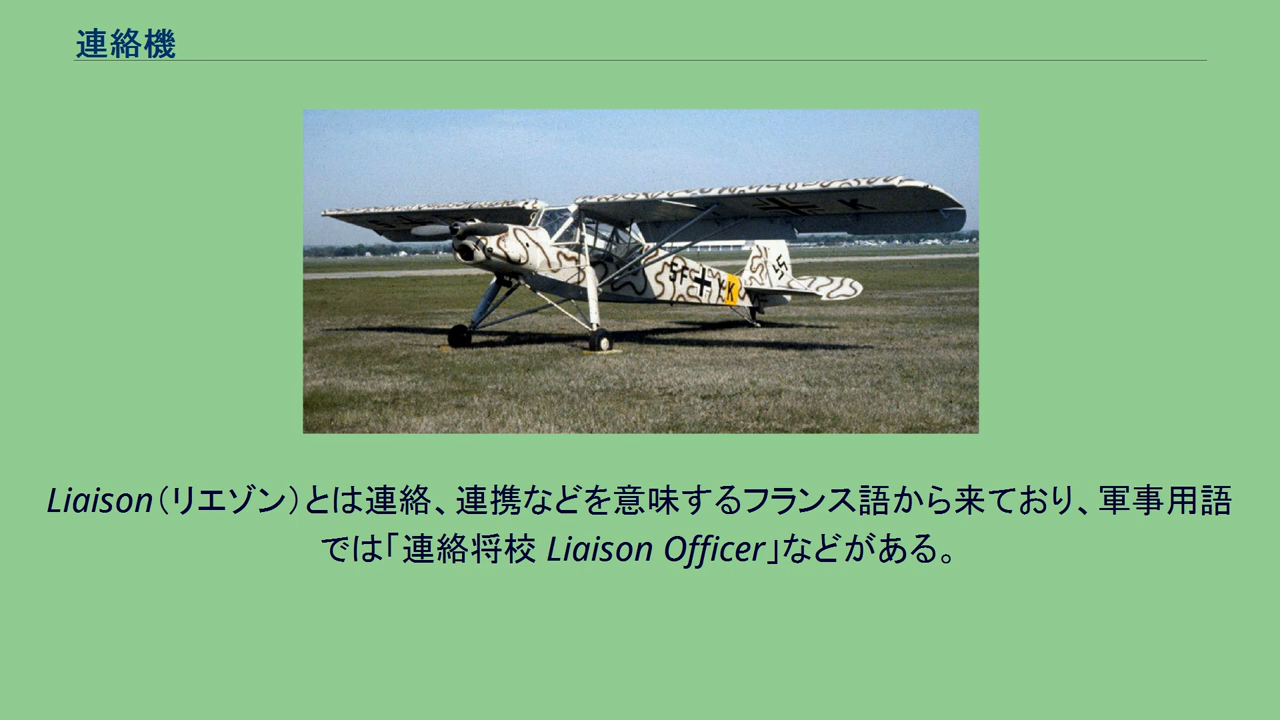 連絡機
5F
KK
K
Liaison（リエゾン）とは連絡、連携などを意味するフランス語から来ており、軍事用語
では「連絡将校 Liaison Officer」などがある。